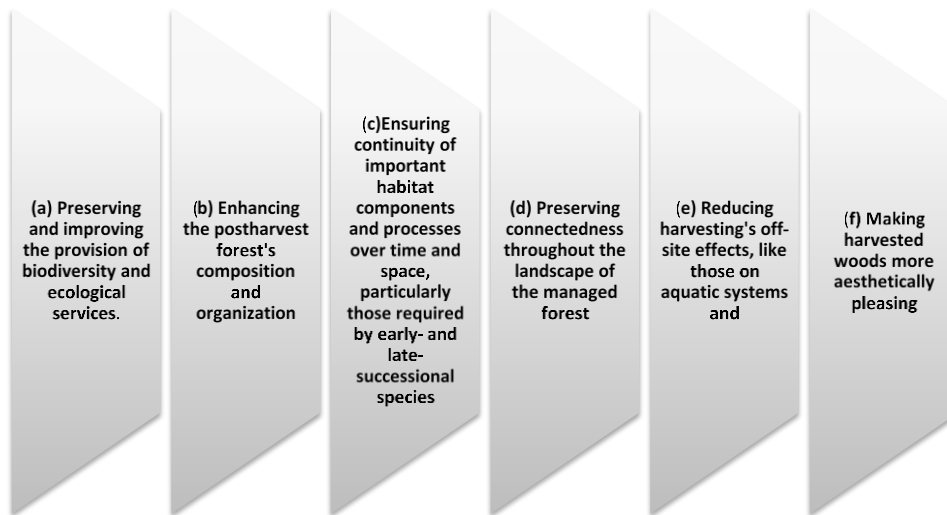 (a) Preserving
and improving
the provision of
biodiversity and
ecological
services.
(b) Enhancing
the postharvest
forest's
composition
and
organization
(c)Ensuring
continuity of
important
habitat
components
and processes
over time and
space,
particularly
those required
by early- and
late-
successional
species
(d) Preserving
connectedness
throughout the
landscape of
the managed
forest
(e) Reducing
harvesting's off-
site effects, like
those on
aquatic systems
and
(f) Making
harvested
woods more
aesthetically
pleasing